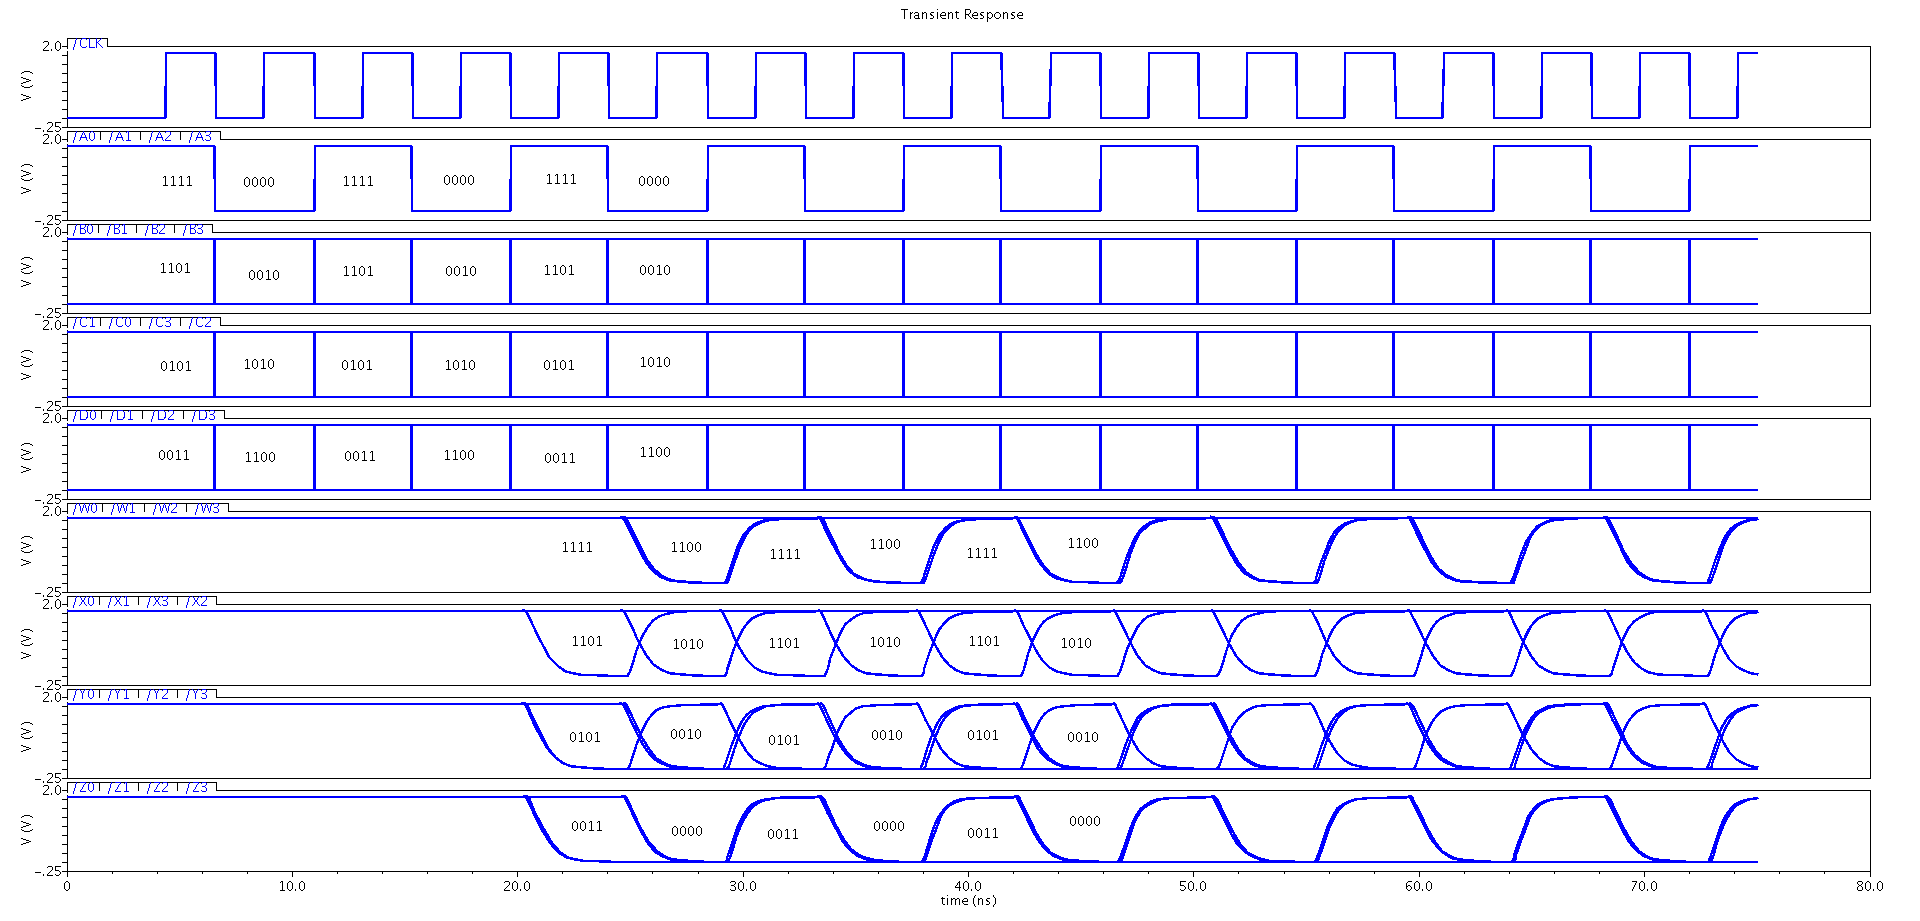 Transient Response
/CLK
2.0
V (V)
-.25
/A0 /A1 /A2 /A3
2.0
V (V)
1111 0000 1111 0000 1111 0000
-.25
/B0 /B1 /B2 /B3
2.0
V (V)
1101 0010 1101 0010 1101 0010
-.25
/C1 /C0 /C3 /C2
2.0
V (V)
0101 1010 0101 1010 0101 1010
-.25
/D0 /D1 /D2 /D3
2.0
V (V)
0011 1100 0011 1100 0011 1100
-.25
/W0 /W1 /W2 /W3
2.0
V (V)
1111 1100 1111 1100 1111 1100
-.25
/X0 /X1 /X3 /X2
2.0
V (V)
1101 1010 1101 1010 1101 1010
-.25
/Y0 /Y1 /Y2 /Y3
2.0
V (V)
0101 0010 0101 0010 0101 0010
-.25
/Z0 /Z1 /Z2 /Z3
2.0
V (V)
0011 0000 0011 0000 0011 0000
-.25
0 10.0 20.0 30.0 40.0 50.0 60.0 70.0 80.0
time (ns)